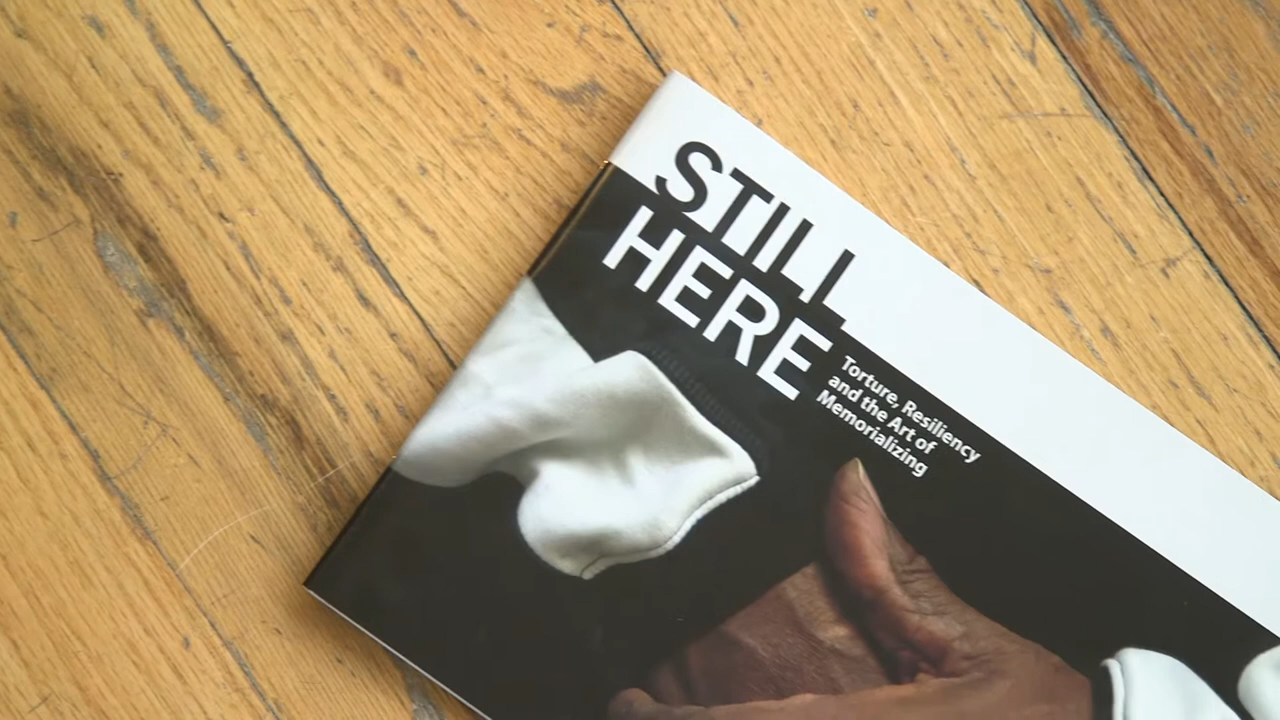 STILL
HERE
Torture, Resiliency
and the Art of
Memorializing